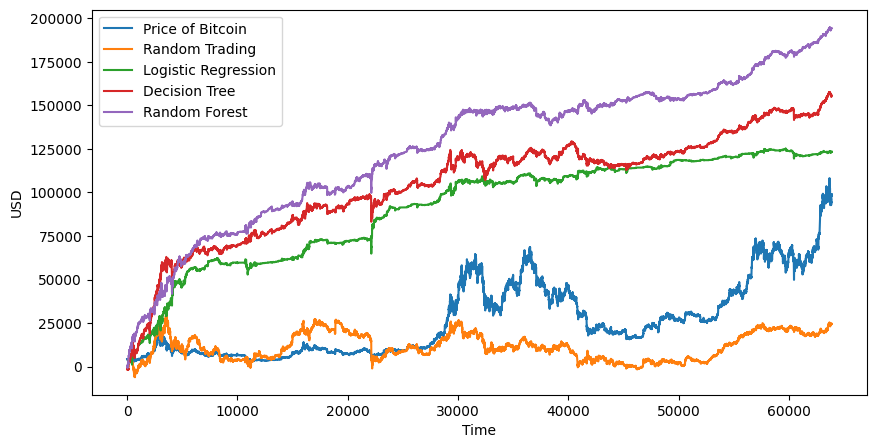 200000
175000
150000
125000
100000
75000
50000
25000
0
USD
Price of Bitcoin
Random Trading
Logistic Regression
Decision Tree
Random Forest
0 10000 20000 30000 40000 50000 60000
Time